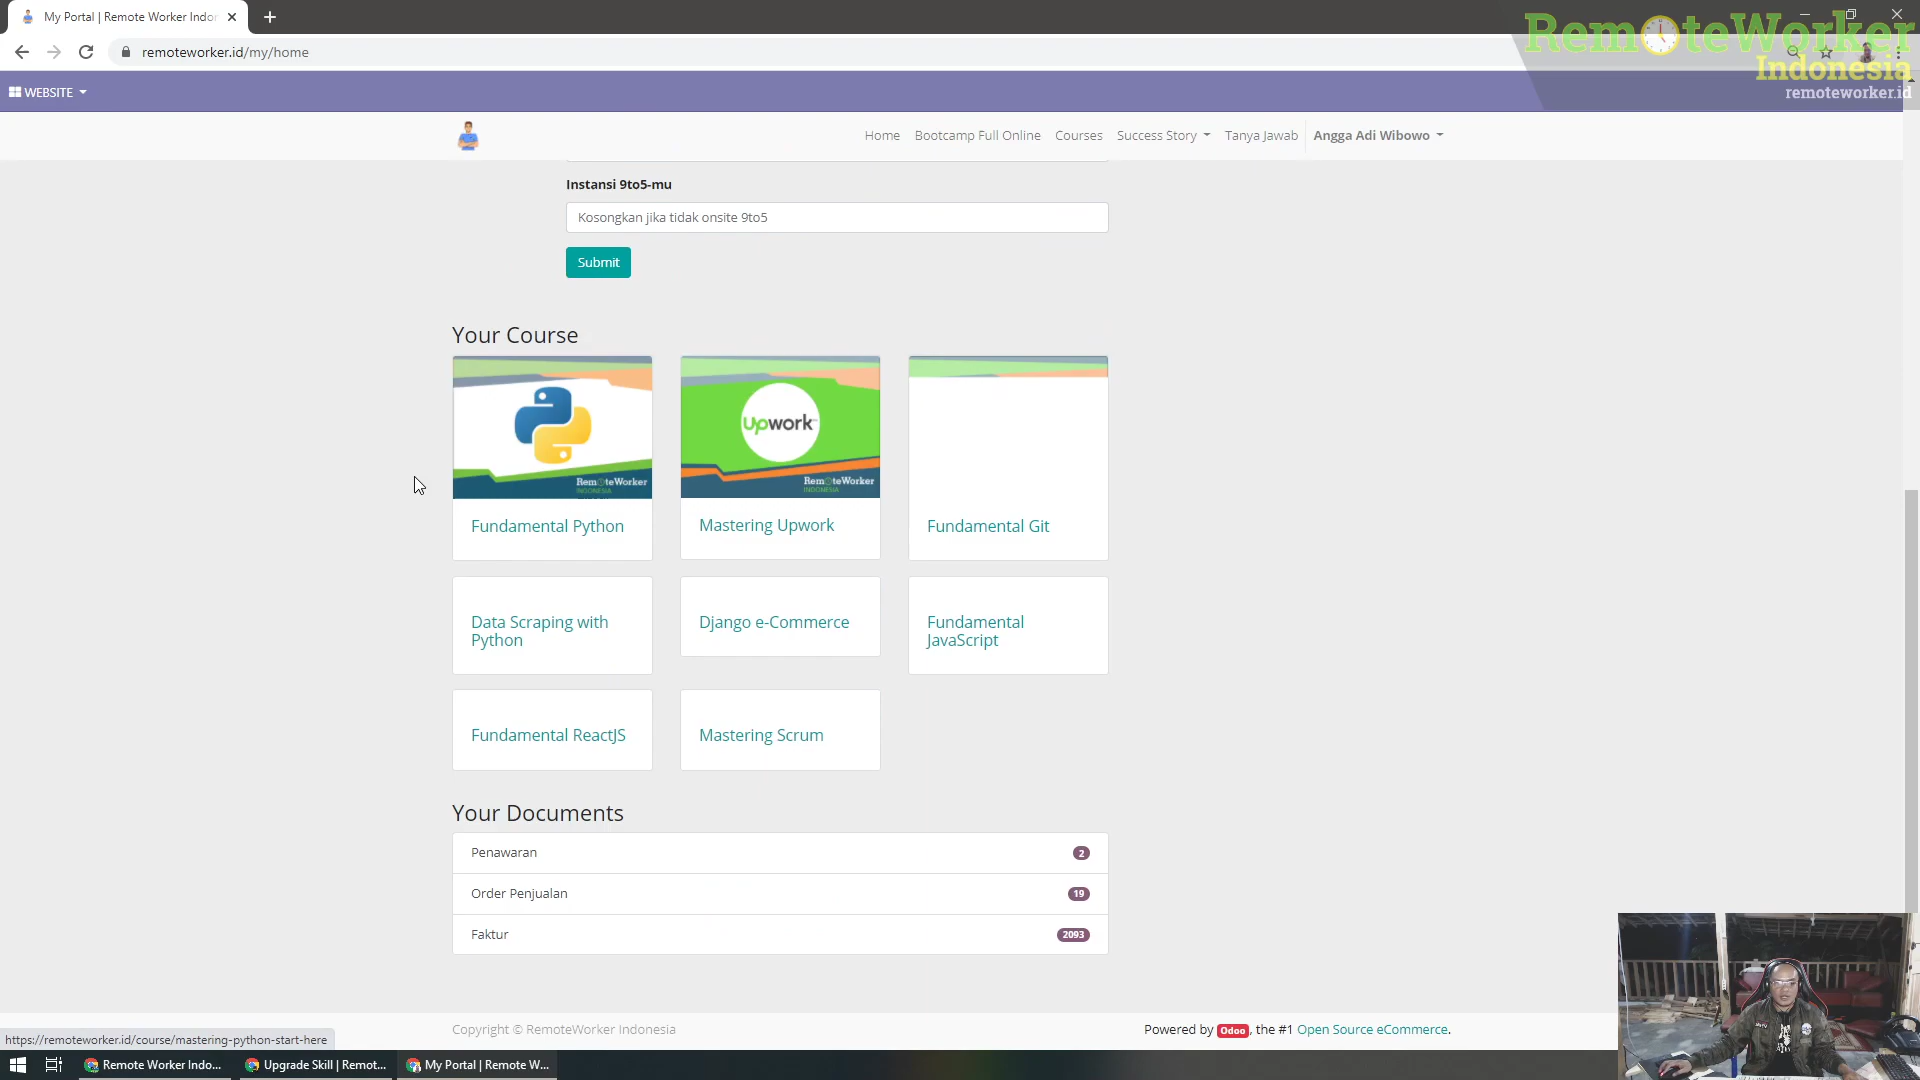 My Portal | Remote Worker Indor
RemoteWorker
Indonesia
remoteworker.id
remoteworker.id/my/home
WEBSITE
Home
Bootcamp Full Online
Courses
Success Story
Tanya Jawab
Angga Adi Wibowo
Instansi 9to5-mu
Kosongkan jika tidak onsite 9to5
Submit
Your Course
RemoteWorker
INDONESIA
Upwork
RemoteWorker
INDONESIA
Fundamental Python
Mastering Upwork
Fundamental Git
Data Scraping with
Python
Django e-Commerce
Fundamental
JavaScript
Fundamental ReactJS
Mastering Scrum
Your Documents
Penawaran
2
Order Penjualan
19
Faktur
2093
Copyright © RemoteWorker Indonesia
Powered by Odoo, the #1 Open Source eCommerce.
https://remoteworker.id/course/mastering-python-start-here
Remote Worker Indo...
Upgrade Skill | Remot...
My Portal | Remote W...